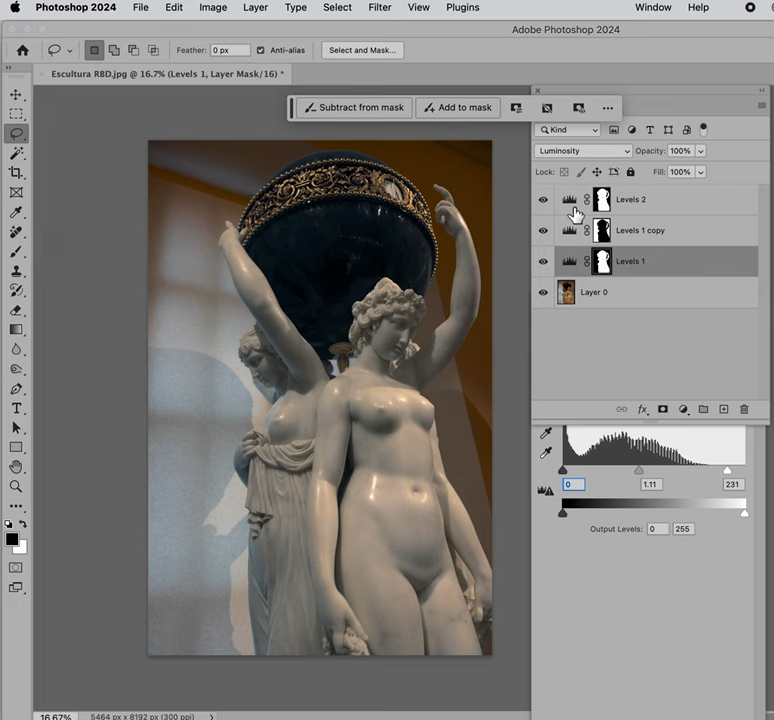 Photoshop 2024 File Edit Image Layer Type Select Filter View Plugins Window Help
Adobe Photoshop 2024
Feather: 0 px Anti-alias Select and Mask...
Escultura RBD.jpg @ 16.7% (Levels 1, Layer Mask/16) *
Subtract from mask Add to mask
Kind
Luminosity Opacity: 100%
Lock: Fill: 100%
Levels 2
Levels 1 copy
Levels 1
Layer 0
fx
0 1.11 231
Output Levels: 0 255
16.67% 5464 px x 8192 px (300 ppi)